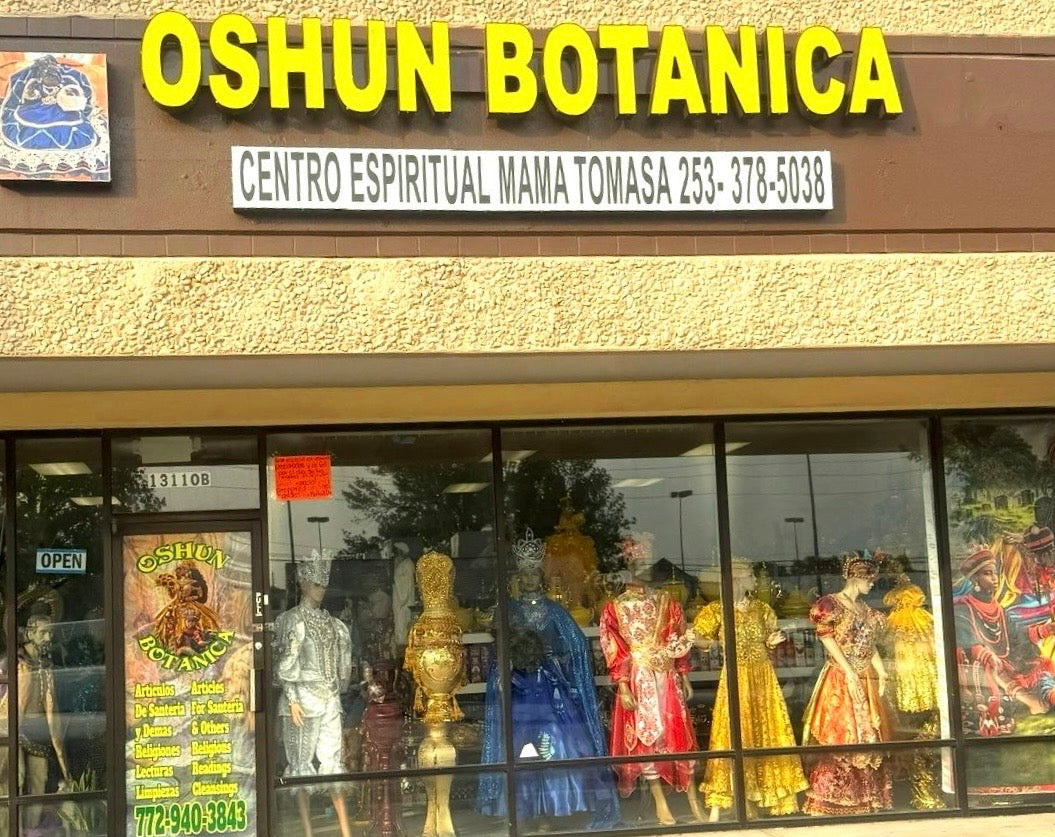 OSHUN BOTANICA
CENTRO ESPIRITUAL MAMA TOMASA 253- 378-5038
13110B
OPEN
OSHUN
BOTANICA
Articulos Articles
De Santeria For Santeria
y Demas & Others
Religiones Religions
Lecturas Readings
Limpiezas Cleansings
772-940-3843